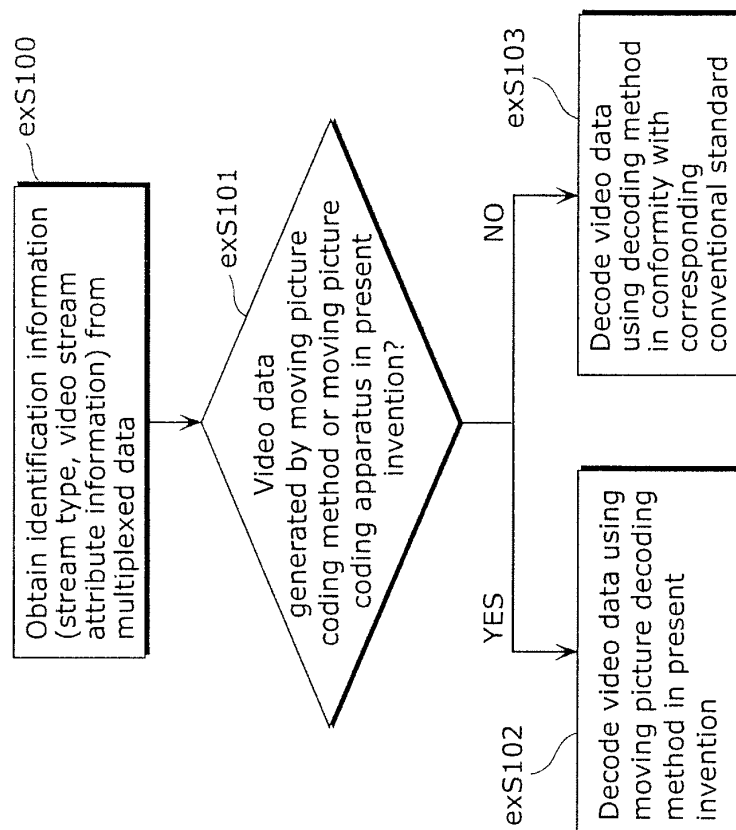 exS100
Obtain identification information
(stream type, video stream
attribute information) from
multiplexed data
exS101
Video data
generated by moving picture
coding method or moving picture
coding apparatus in present
invention?
YES
NO
exS102
Decode video data using
moving picture decoding
method in present
invention
exS103
Decode video data
using decoding method
in conformity with
corresponding
conventional standard